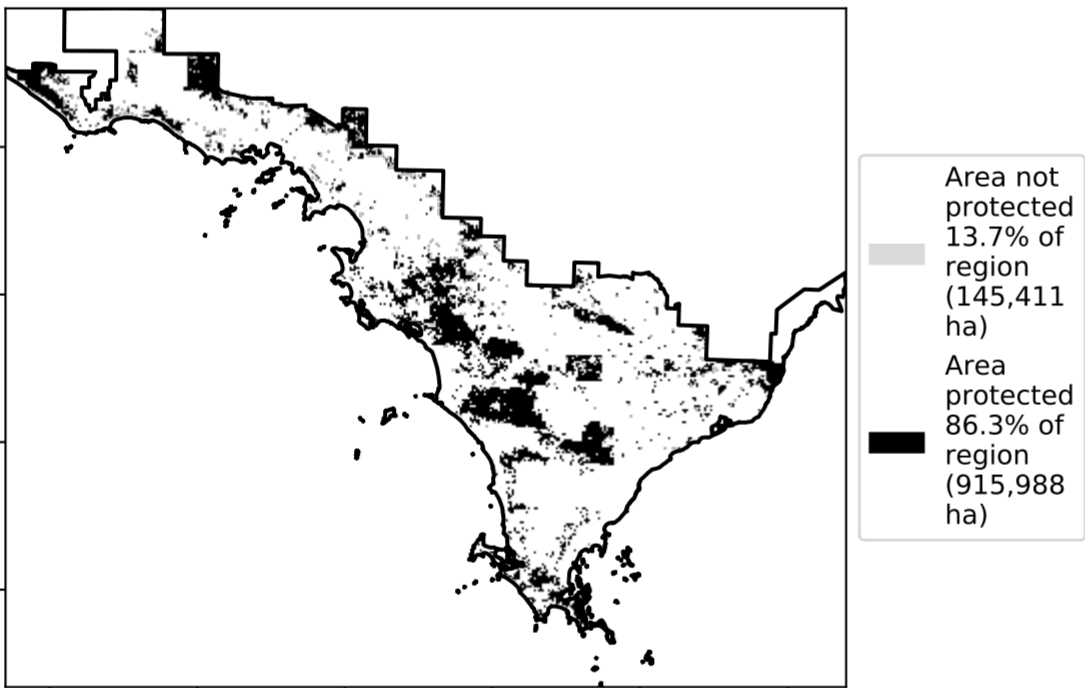 Area not
protected
13.7% of
region
(145,411
ha)
Area
protected
86.3% of
region
(915,988
ha)